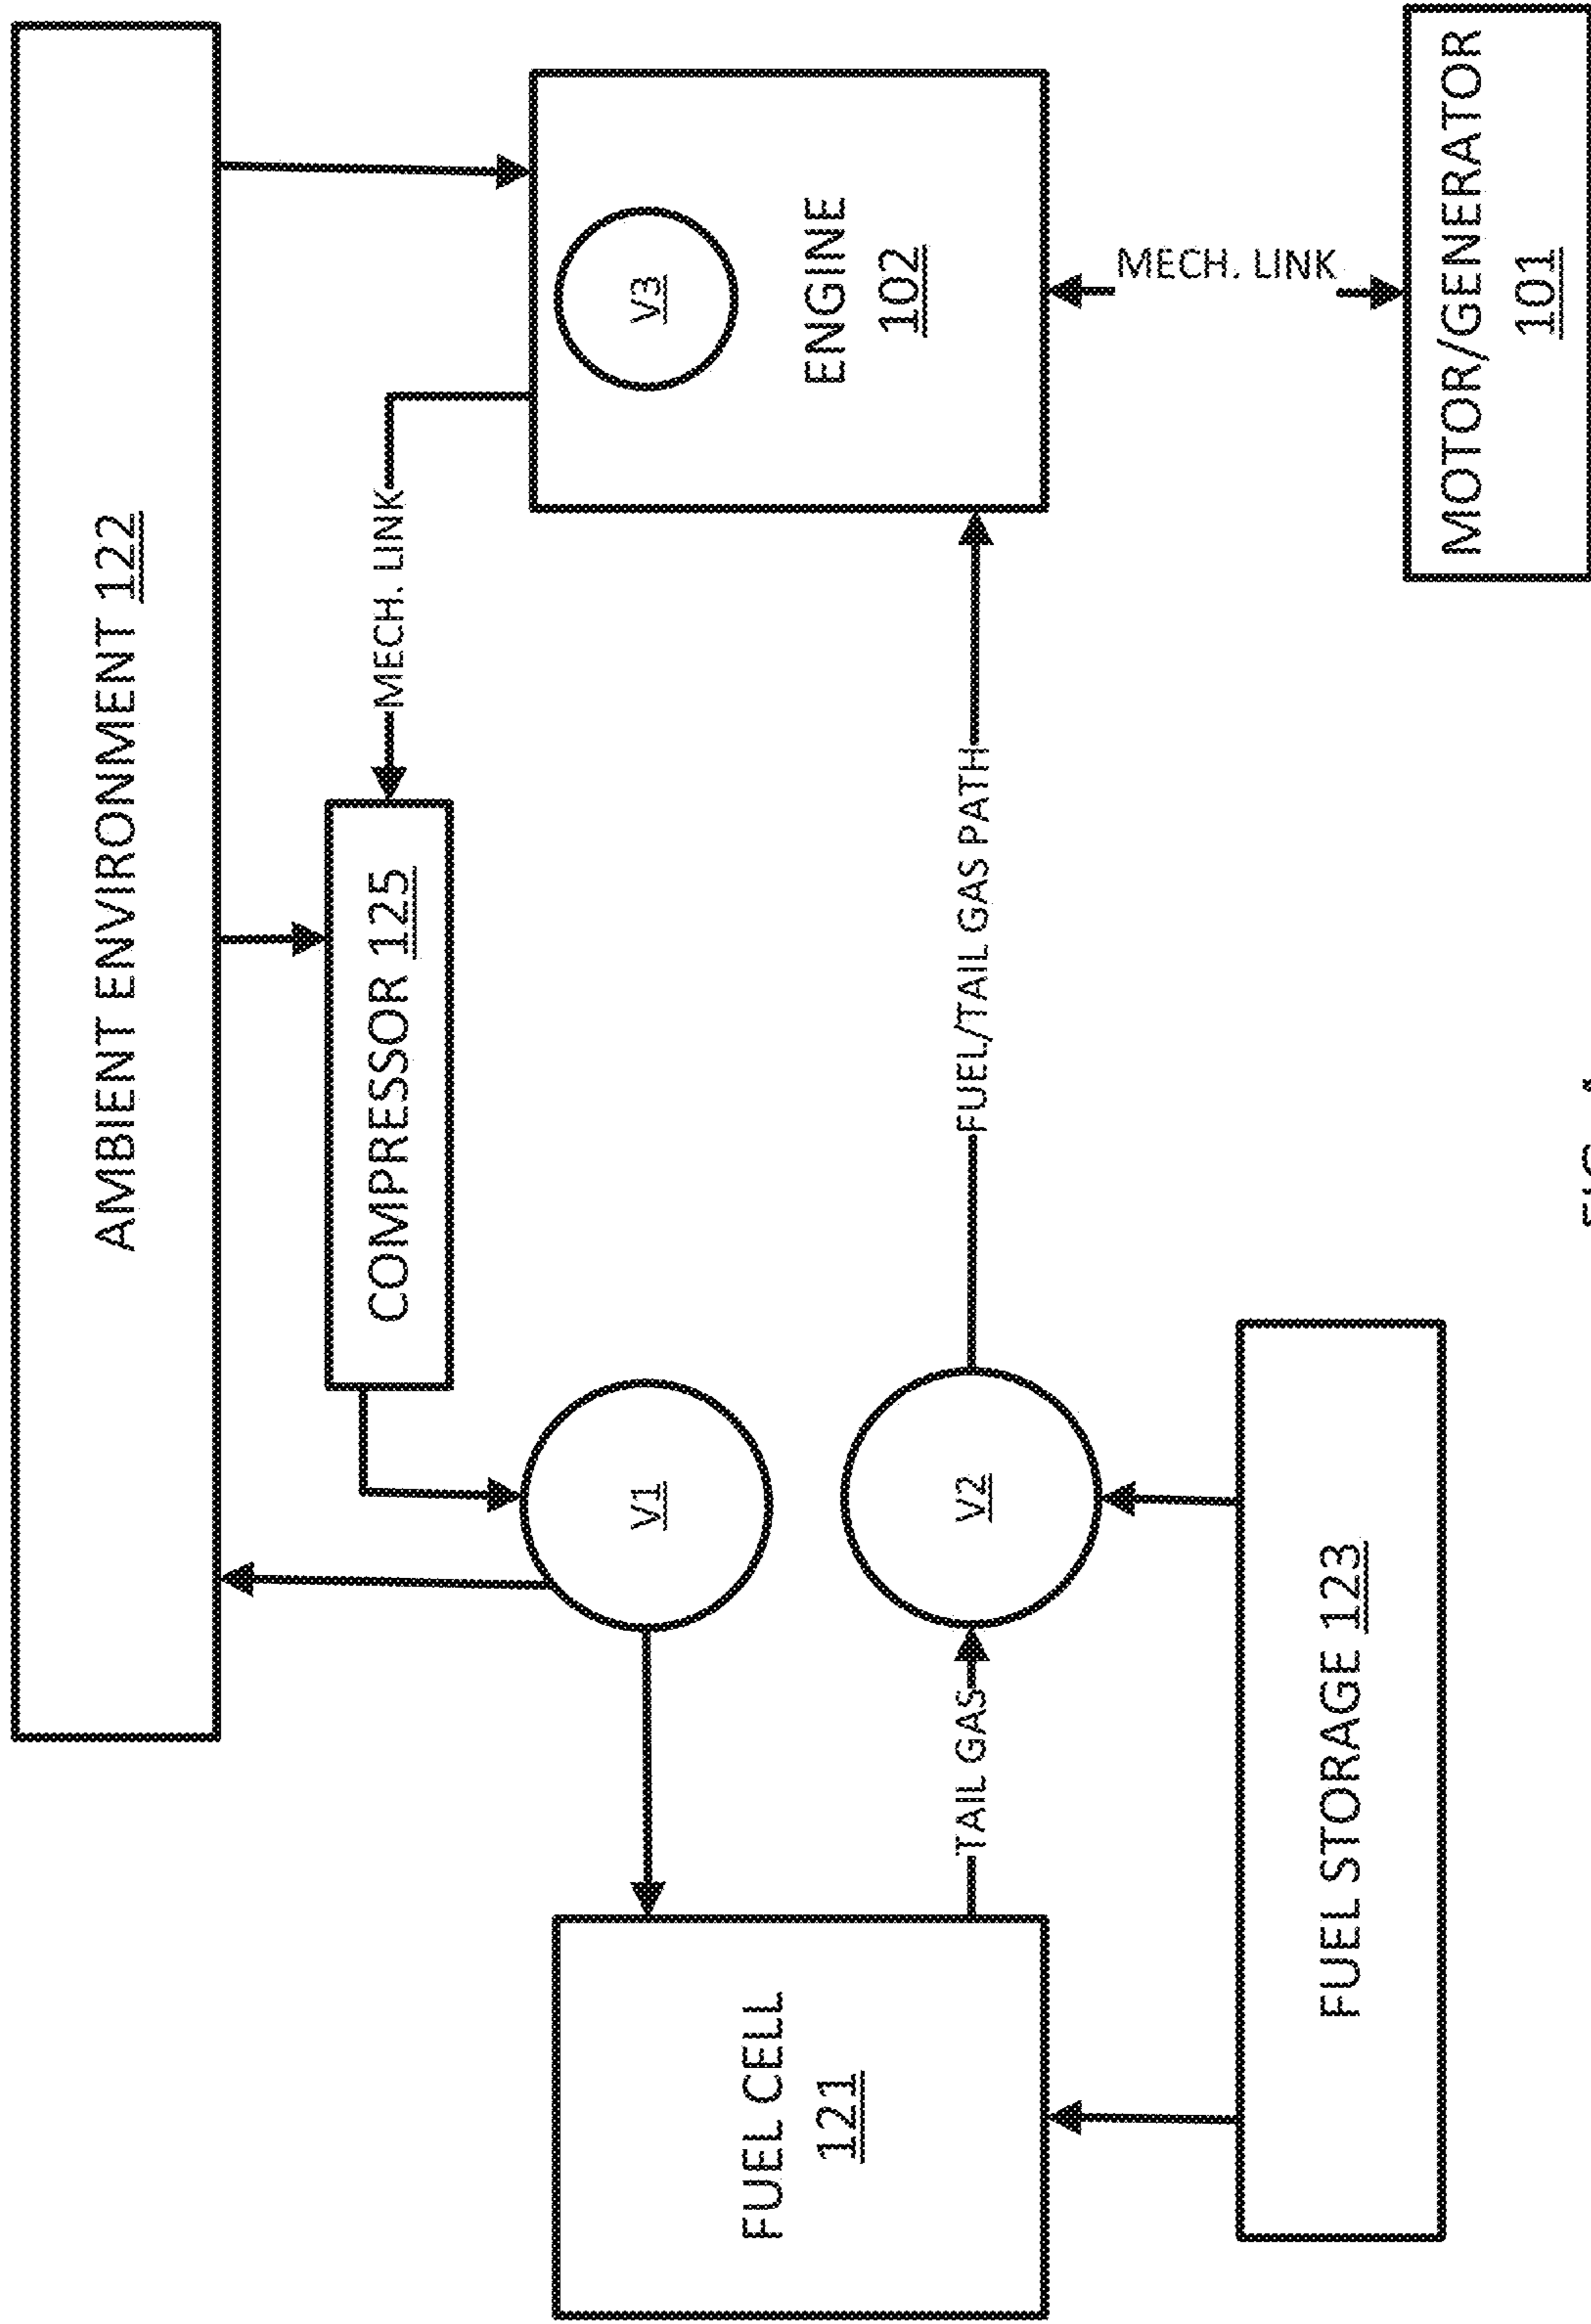 AMBIENT ENVIRONMENT 122
COMPRESSOR 125
MECH. LINK
V1
V3
ENGINE
102
FUEL CELL
121
TAIL GAS
V2
FUEL/TAIL GAS PATH
MECH. LINK
FUEL STORAGE 123
MOTOR/GENERATOR
101